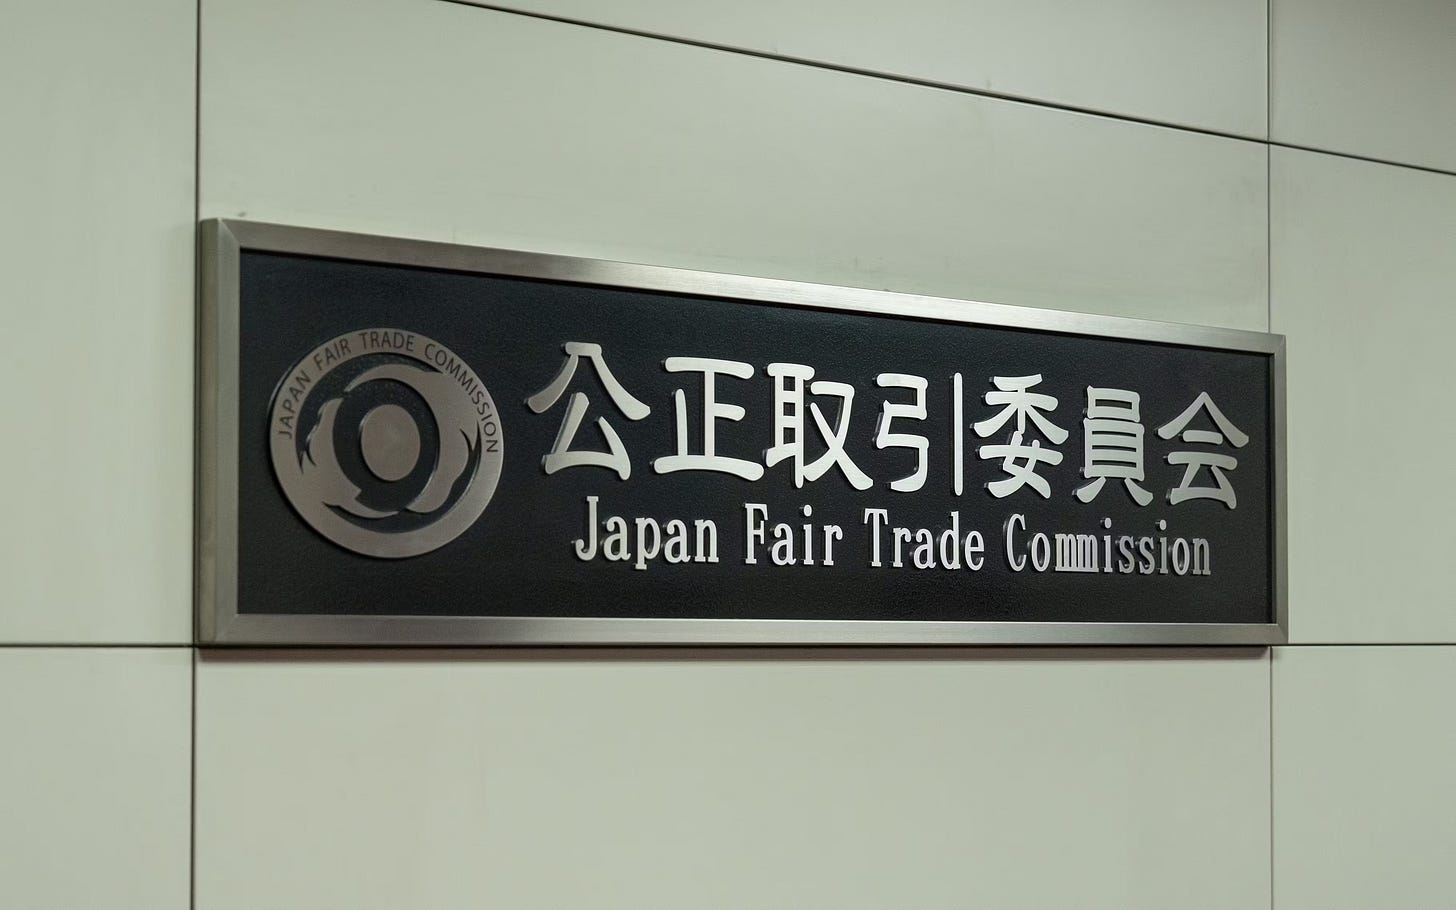 JAPAN FAIR TRADE COMMISSION
公正取引委員会
Japan Fair Trade Commission